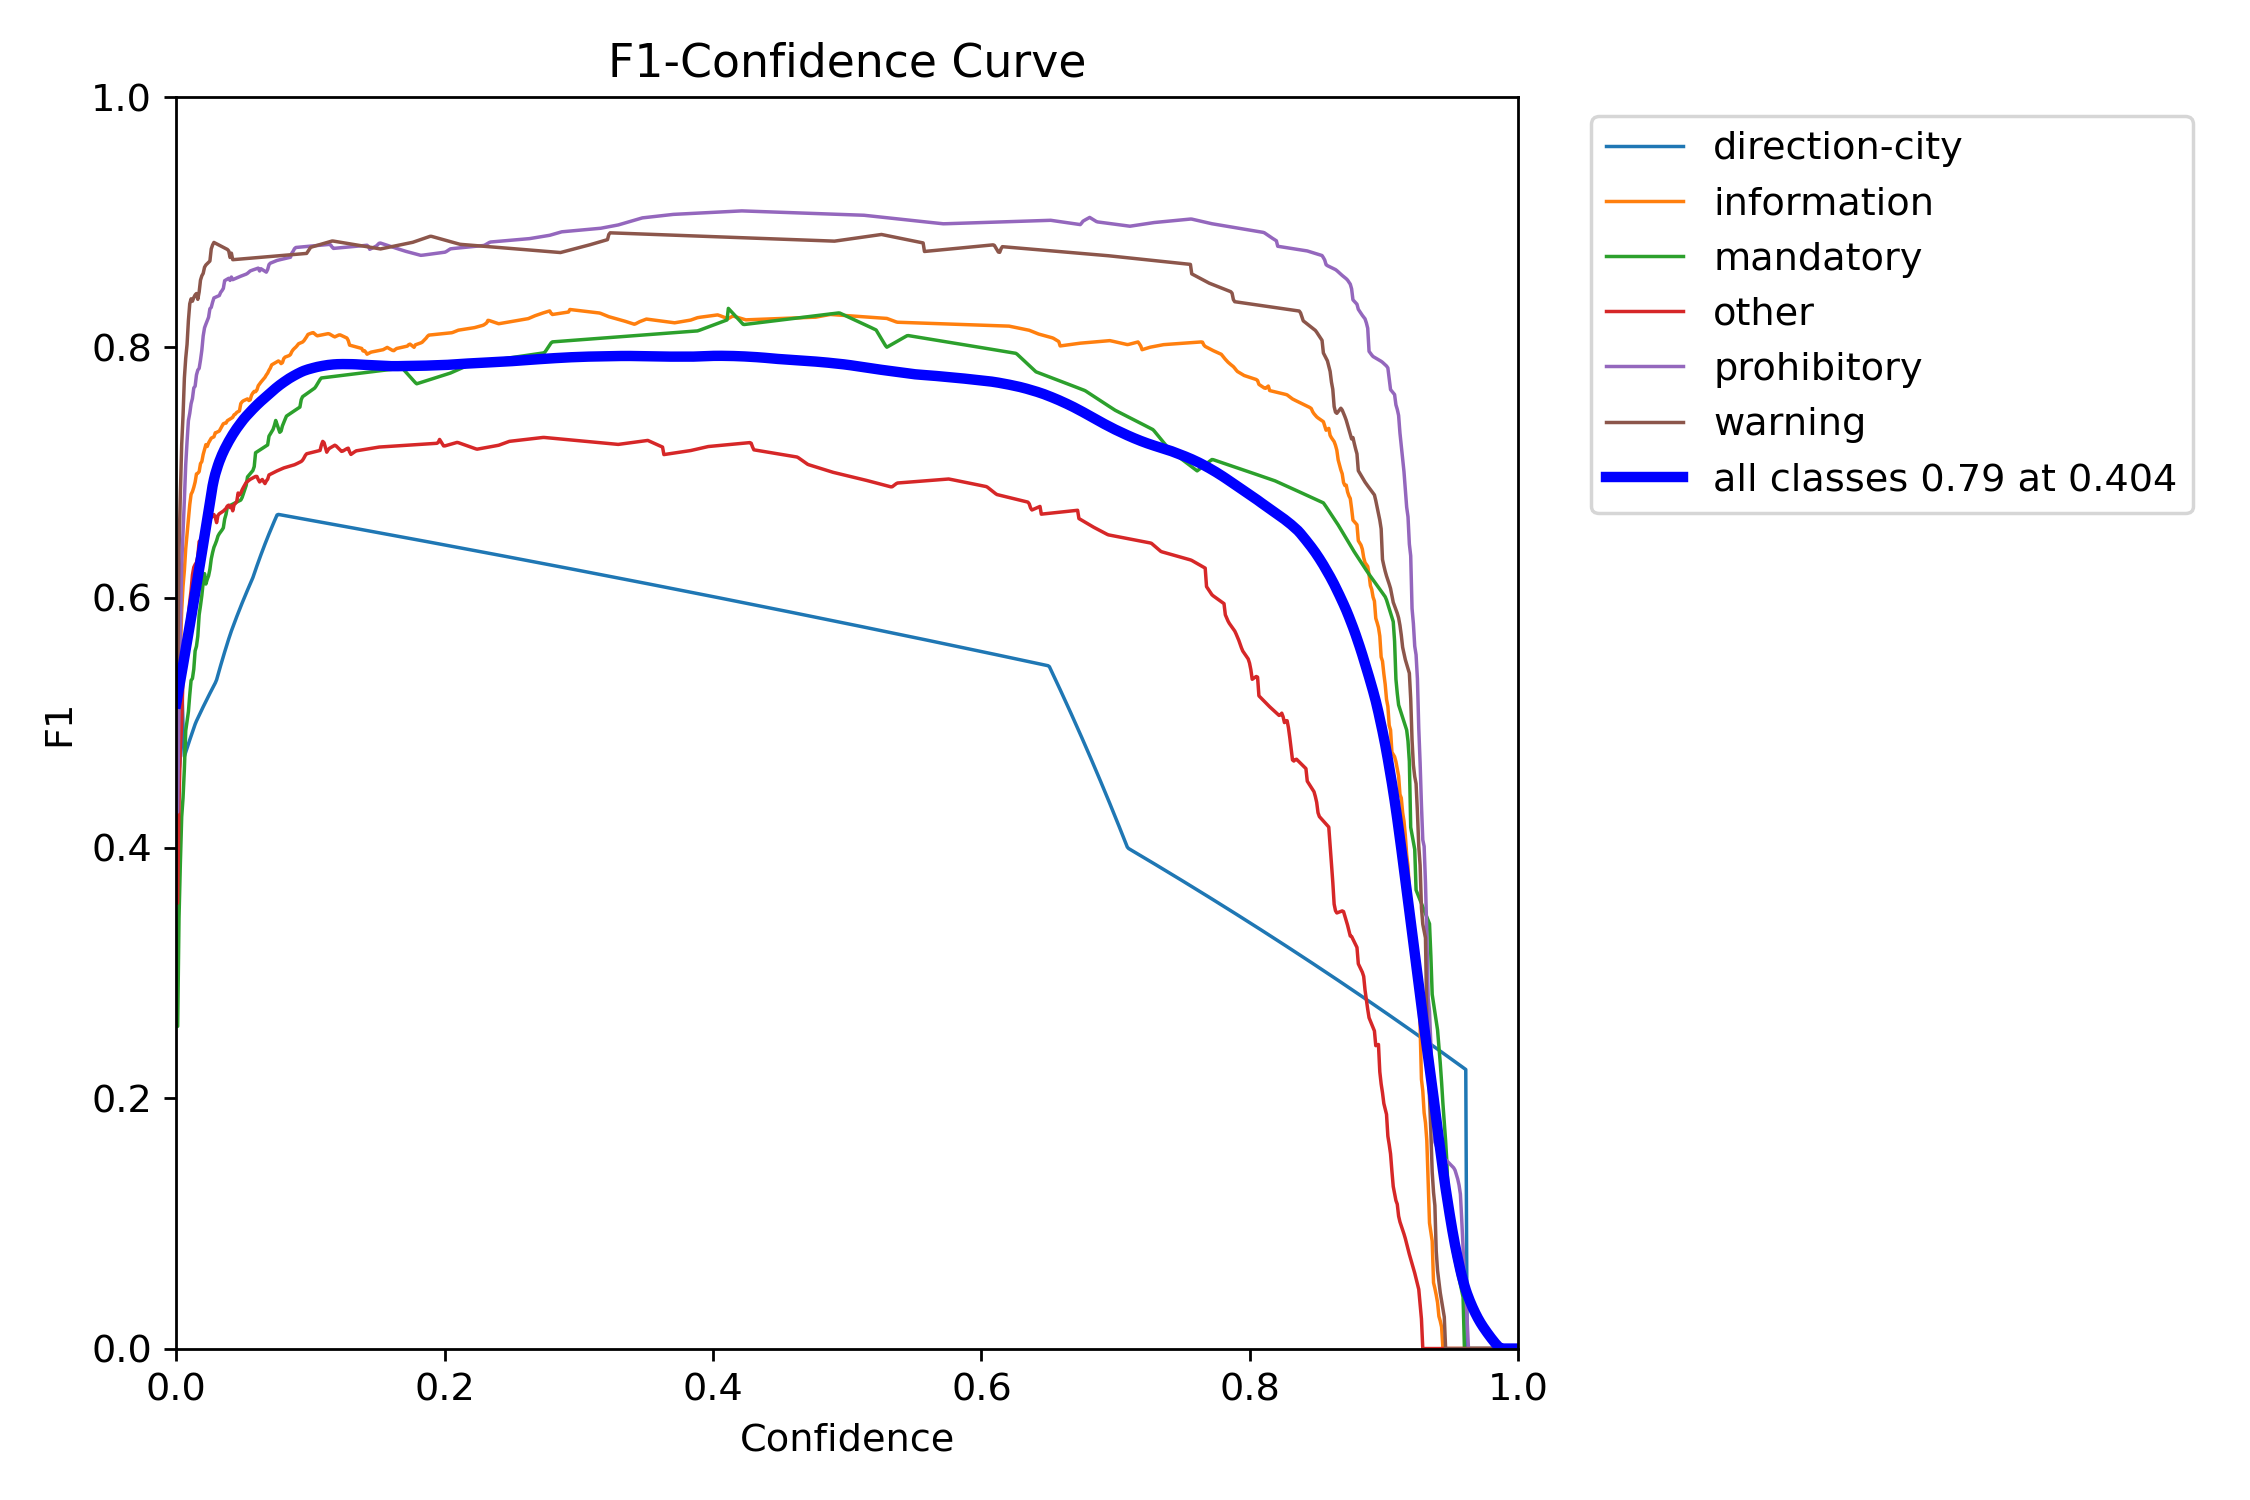 F1-Confidence Curve
1.0
0.8
0.6
0.4
0.2
0.0
F1
0.0 0.2 0.4 0.6 0.8 1.0
Confidence
direction-city
information
mandatory
other
prohibitory
warning
all classes 0.79 at 0.404